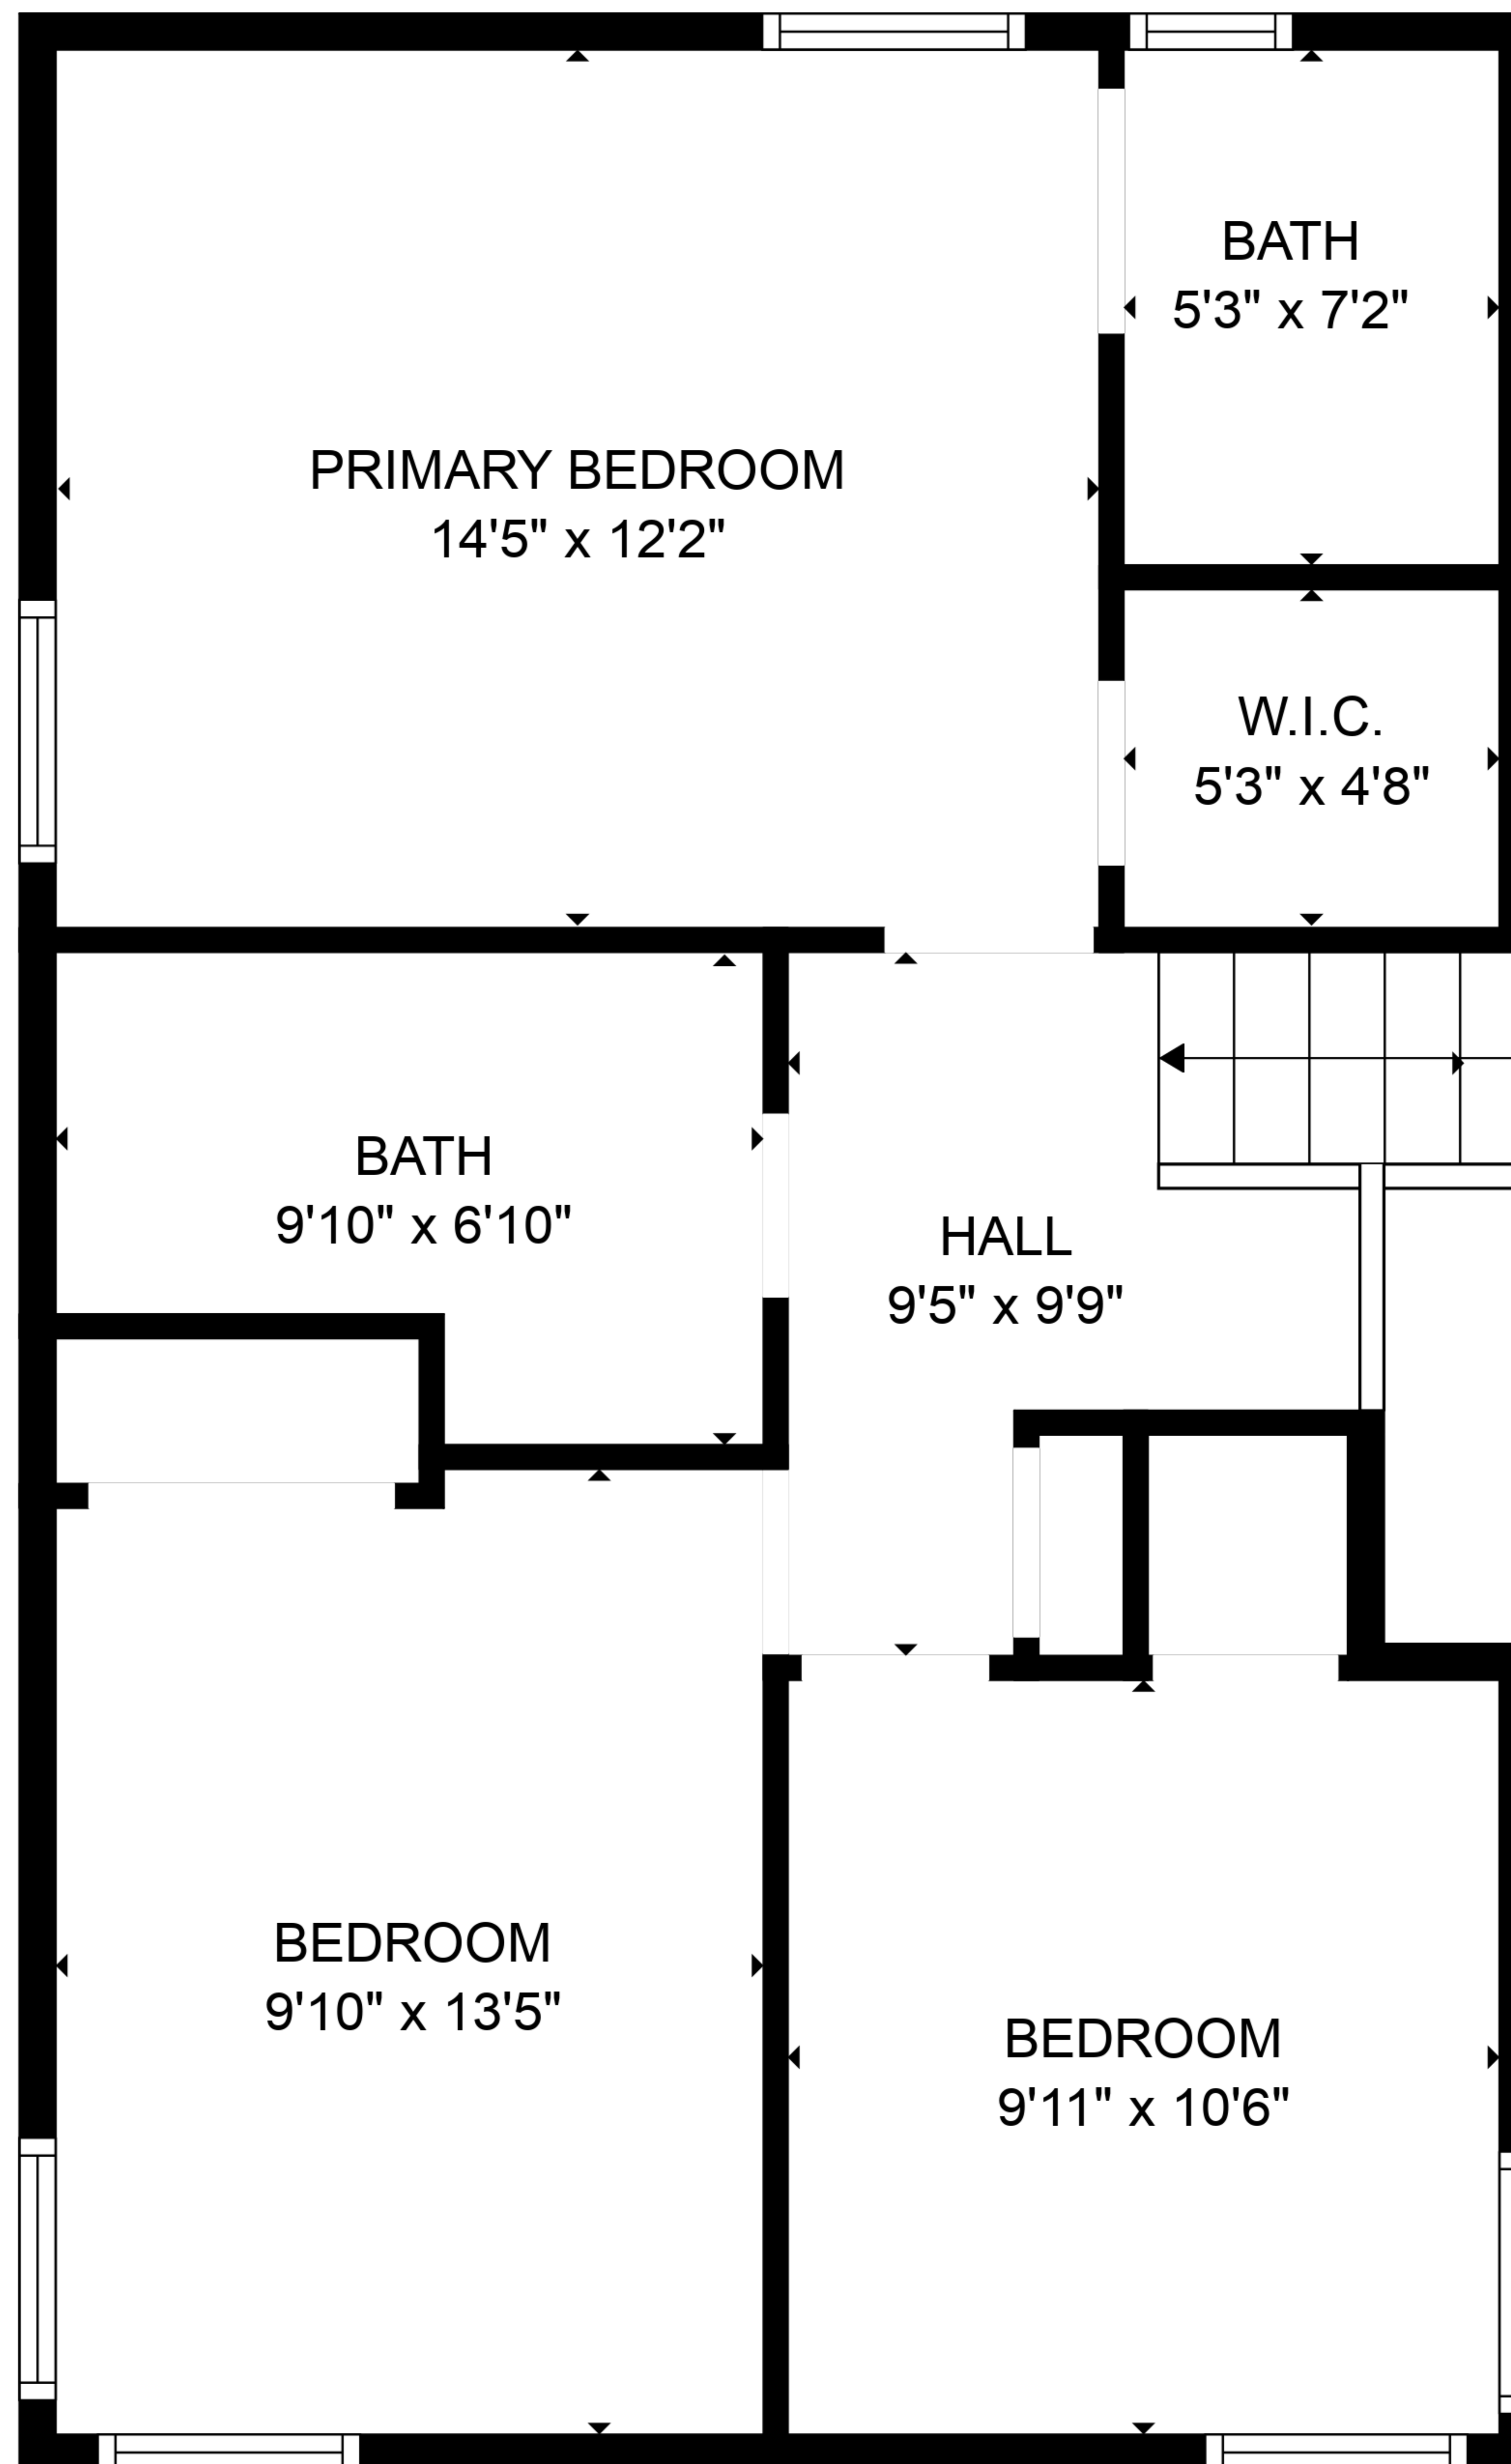 BATH
5'3" x 7'2"
PRIMARY BEDROOM
14'5" x 12'2"
W.I.C.
5'3" x 4'8"
BATH
9'10" x 6'10"
HALL
9'5" x 9'9"
BEDROOM
9'10" x 13'5"
BEDROOM
9'11" x 10'6"